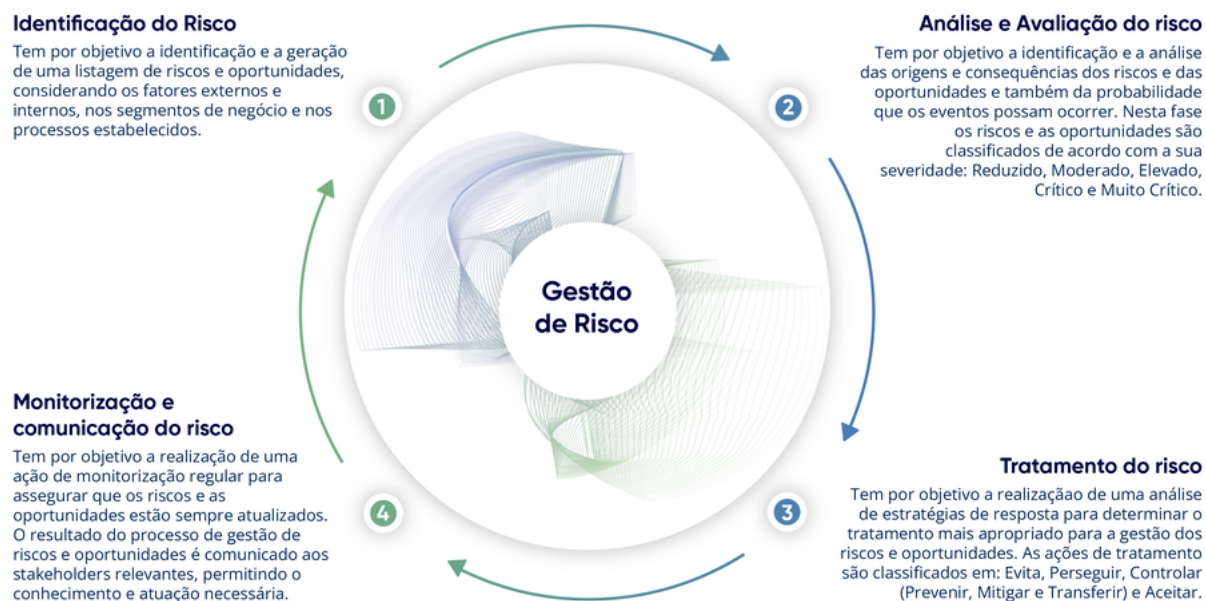 Identificação do Risco
Tem por objetivo a identificação e a geração
de uma listagem de riscos e oportunidades,
considerando os fatores externos e
internos, nos segmentos de negócio e nos
processos estabelecidos.
1
Análise e Avaliação do risco
Tem por objetivo a identificação e a análise
das origens e consequências dos riscos e das
oportunidades e também da probabilidade
que os eventos possam ocorrer. Nesta fase
os riscos e as oportunidades são
classificados de acordo com a sua
severidade: Reduzido, Moderado, Elevado,
Crítico e Muito Crítico.
2
Gestão
de Risco
Tratamento do risco
Tem por objetivo a realizaçãao de uma análise
de estratégias de resposta para determinar o
tratamento mais apropriado para a gestão dos
riscos e oportunidades. As ações de tratamento
são classificados em: Evita, Perseguir, Controlar
(Prevenir, Mitigar e Transferir) e Aceitar.
3
Monitorização e
comunicação do risco
Tem por objetivo a realização de uma
ação de monitorização regular para
assegurar que os riscos e as
oportunidades estão sempre atualizados.
O resultado do processo de gestão de
riscos e oportunidades é comunicado aos
stakeholders relevantes, permitindo o
conhecimento e atuação necessária.
4